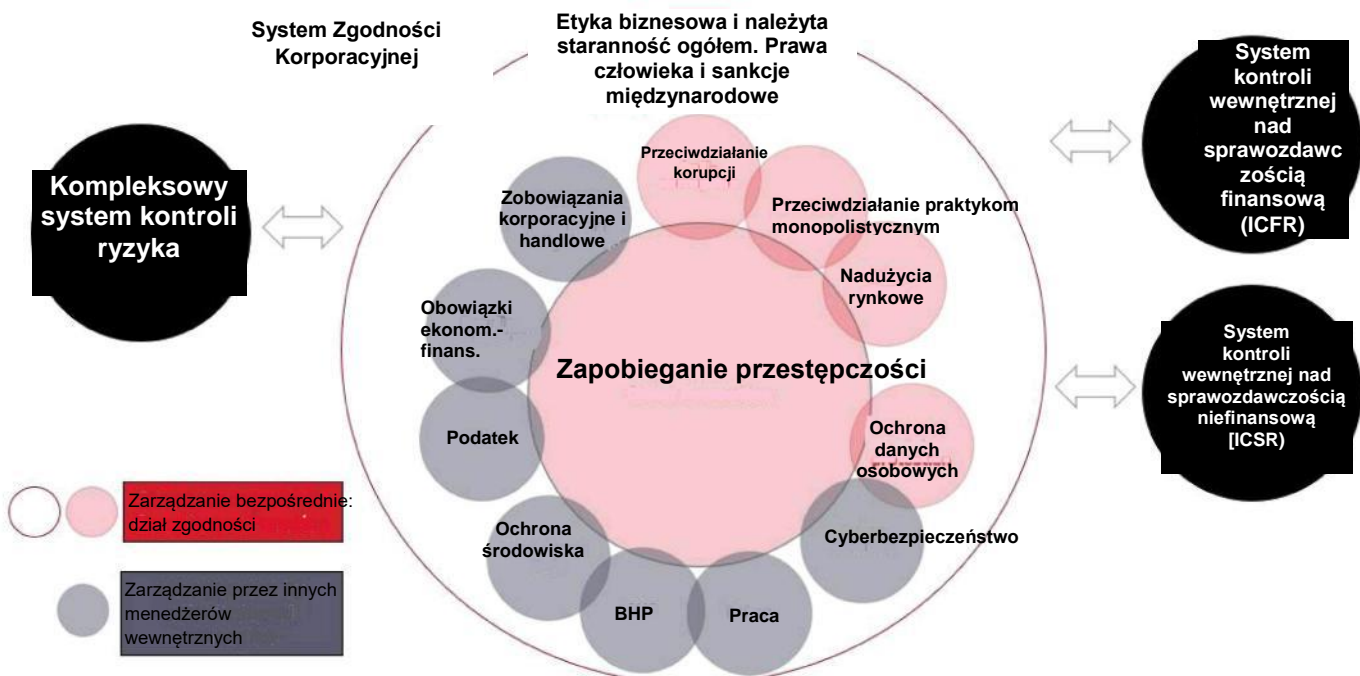 System Zgodności
Korporacyjnej
Etyka biznesowa i należyta
staranność ogółem. Prawa
człowieka i sankcje
międzynarodowe
System
kontroli
wewnętrznej
nad
sprawozdawc
zością
finansową
(ICFR)
Kompleksowy
system kontroli
ryzyka
Przeciwdziałanie
korupcji
Zobowiązania
korporacyjne i
handlowe
Przeciwdziałanie praktykom
monopolistycznym
Nadużycia
rynkowe
Obowiązki
ekonom.-
finans.
Zapobieganie przestępczości
System
kontroli
wewnętrznej nad
sprawozdawczością
niefinansową
[ICSR)
Podatek
Ochrona
danych
osobowych
Zarządzanie bezpośrednie:
dział zgodności
Ochrona
środowiska
Cyberbezpieczeństwo
Zarządzanie przez innych
menedżerów
wewnętrznych
BHP
Praca